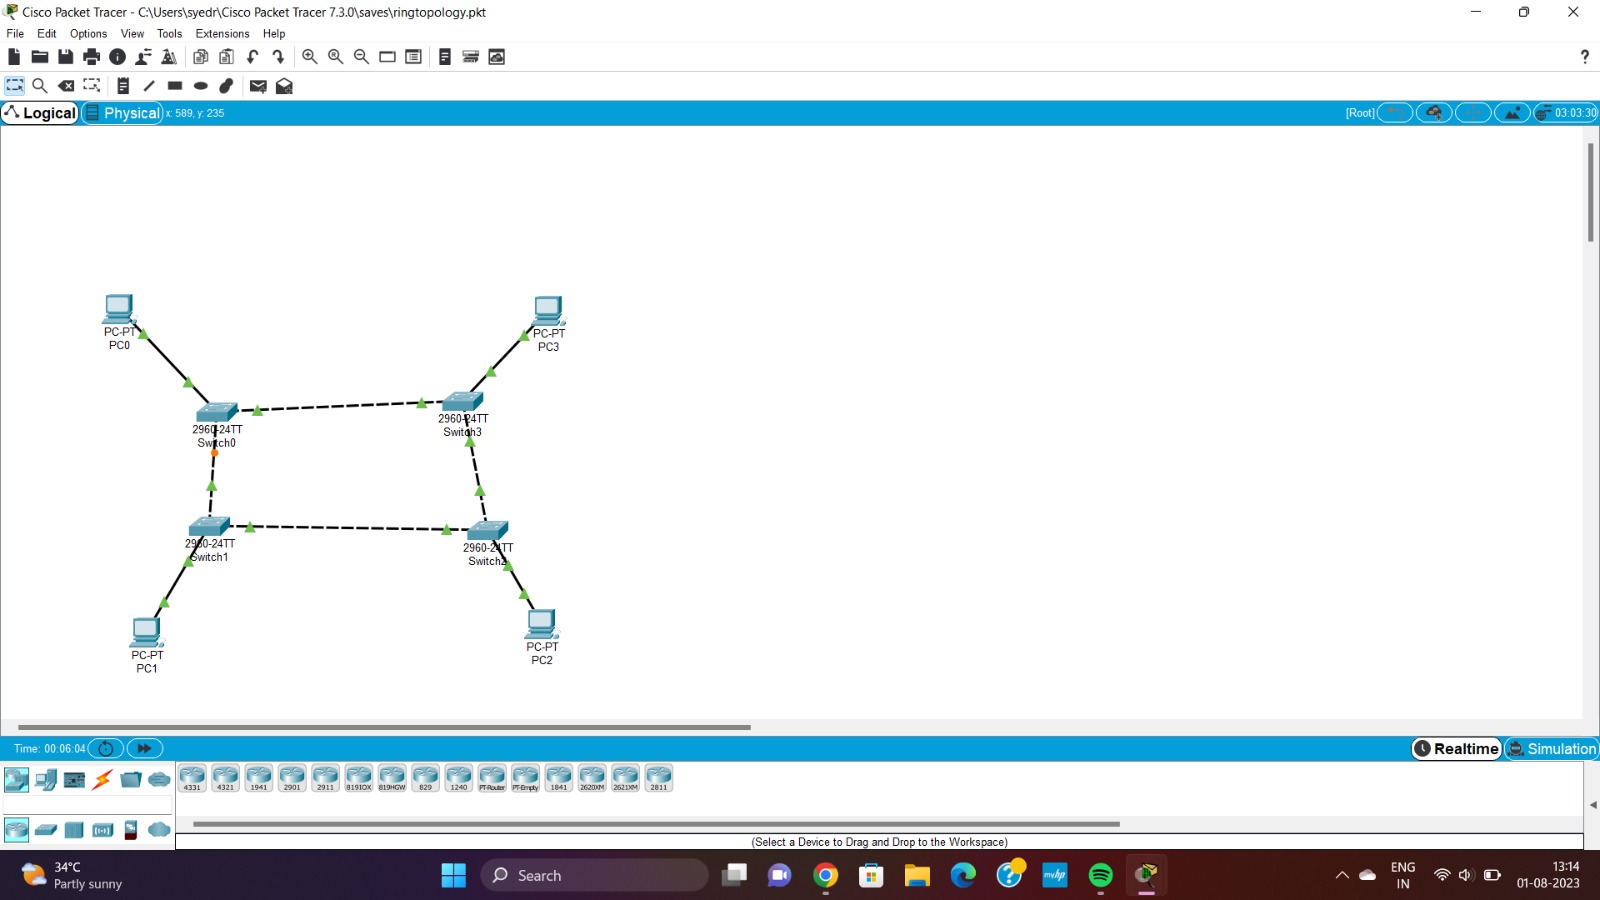 Cisco Packet Tracer - C:\Users\syedr\Cisco Packet Tracer 7.3.0\saves\ringtopology.pkt
File Edit Options View Tools Extensions Help
?
Logical Physical x: 589, y: 235 [Root] 03:03:30
PC-PT
PC0
PC-PT
PC3
2960-24TT
Switch0
2960-24TT
Switch3
2960-24TT
Switch1
2960-24TT
Switch2
PC-PT
PC1
PC-PT
PC2
Time: 00:06:04 Realtime Simulation
4331 4321 1941 2901 2911 819IOX 819HGW 829 1240 PT-Router PT-Empty 1841 2620XM 2621XM 2811
(Select a Device to Drag and Drop to the Workspace)
34°C
Partly sunny
Search
myhp
ENG
IN
13:14
01-08-2023